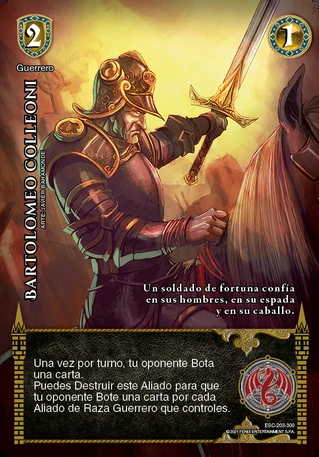 2
1
Guerrero
BARTOLOMEO COLLEONI
ARTE: JAVIER BAHAMONDE
Un soldado de fortuna confía
en sus hombres, en su espada
y en su caballo.
Una vez por turno, tu oponente Bota
una carta.
Puedes Destruir este Aliado para que
tu oponente Bote una carta por cada
Aliado de Raza Guerrero que controles.
ESC-203-300
©2021 FENIX ENTERTAINMENT S.P.A.